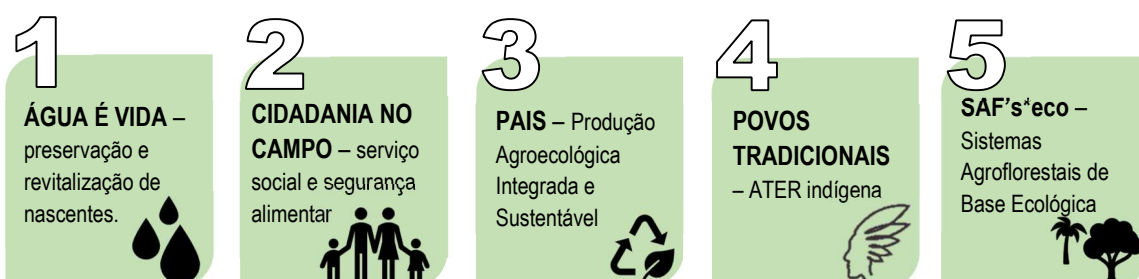 1
ÁGUA É VIDA –
preservação e
revitalização de
nascentes.
2
CIDADANIA NO
CAMPO – serviço
social e segurança
alimentar
3
PAIS – Produção
Agroecológica
Integrada e
Sustentável
4
POVOS
TRADICIONAIS
– ATER indígena
5
SAF's*eco –
Sistemas
Agroflorestais de
Base Ecológica